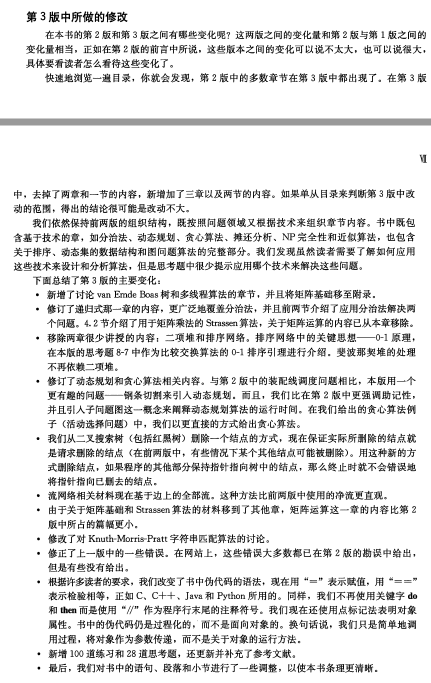 第 3 版中所做的修改
在本书的第 2 版和第 3 版之间有哪些变化呢？这两版之间的变化量和第 2 版与第 1 版之间的
变化量相当，正如在第 2 版的前言中所说，这些版本之间的变化可以说不太大，也可以说很大，
具体要看读者怎么看待这些变化了。
快速地浏览一遍目录，你就会发现，第 2 版中的多数章节在第 3 版中都出现了。在第 3 版
Ⅶ
中，去掉了两章和一节的内容，新增加了三章以及两节的内容。如果单从目录来判断第 3 版中改
动的范围，得出的结论很可能是改动不大。
我们依然保持前两版的组织结构，既按照问题领域又根据技术来组织章节内容。书中既包
含基于技术的章，如分治法、动态规划、贪心算法、摊还分析、NP 完全性和近似算法，也包含
关于排序、动态集的数据结构和图问题算法的完整部分。我们发现虽然读者需要了解如何应用
这些技术来设计和分析算法，但是思考题中很少提示应用哪个技术来解决这些问题。
下面总结了第 3 版的主要变化：
• 新增了讨论 van Emde Boas 树和多线程算法的章节，并且将矩阵基础移至附录。
• 修订了递归式那一章的内容，更广泛地覆盖分治法，并且前两节介绍了应用分治法解决两
个问题。4.2 节介绍了用于矩阵乘法的 Strassen 算法，关于矩阵运算的内容已从本章移除。
• 移除两章很少讲授的内容：二项堆和排序网络。排序网络中的关键思想——0-1 原理，
在本版的思考题 8-7 中作为比较交换算法的 0-1 排序引理进行介绍。斐波那契堆的处理
不再依赖二项堆。
• 修订了动态规划和贪心算法相关内容。与第 2 版中的装配线调度问题相比，本版用一个
更有趣的问题——钢条切割来引入动态规划。而且，我们比在第 2 版中更强调助记性，
并且引入子问题图这一概念来阐释动态规划算法的运行时间。在我们给出的贪心算法例
子（活动选择问题）中，我们以更直接的方式给出贪心算法。
• 我们从二叉搜索树（包括红黑树）删除一个结点的方式，现在保证实际所删除的结点就
是请求删除的结点（在前两版中，有些情况下某个其他结点可能被删除）。用这种新的方
式删除结点，如果程序的其他部分保持指针指向树中的结点，那么终止时就不会错误地
将指针指向已删去的结点。
• 流网络相关材料现在基于边上的全部流。这种方法比前两版中使用的净流更直观。
• 由于关于矩阵基础和 Strassen 算法的材料移到了其他章，矩阵运算这一章的内容比第 2
版中所占的篇幅更小。
• 修改了对 Knuth-Morris-Pratt 字符串匹配算法的讨论。
• 修正了上一版中的一些错误。在网站上，这些错误大多数都已在第 2 版的勘误中给出，
但是有些没有给出。
• 根据许多读者的要求，我们改变了书中伪代码的语法，现在用“＝”表示赋值，用“＝＝”
表示检验相等，正如 C、C＋＋、Java 和 Python 所用的。同样，我们不再使用关键字 do
和 then 而是使用“//”作为程序行末尾的注释符号。我们现在还使用点标记法表明对象
属性。书中的伪代码仍是过程化的，而不是面向对象的。换句话说，我们只是简单地调
用过程，将对象作为参数传递，而不是关于对象的运行方法。
• 新增 100 道练习和 28 道思考题，还更新并补充了参考文献。
• 最后，我们对书中的语句、段落和小节进行了一些调整，以使本书条理更清晰。